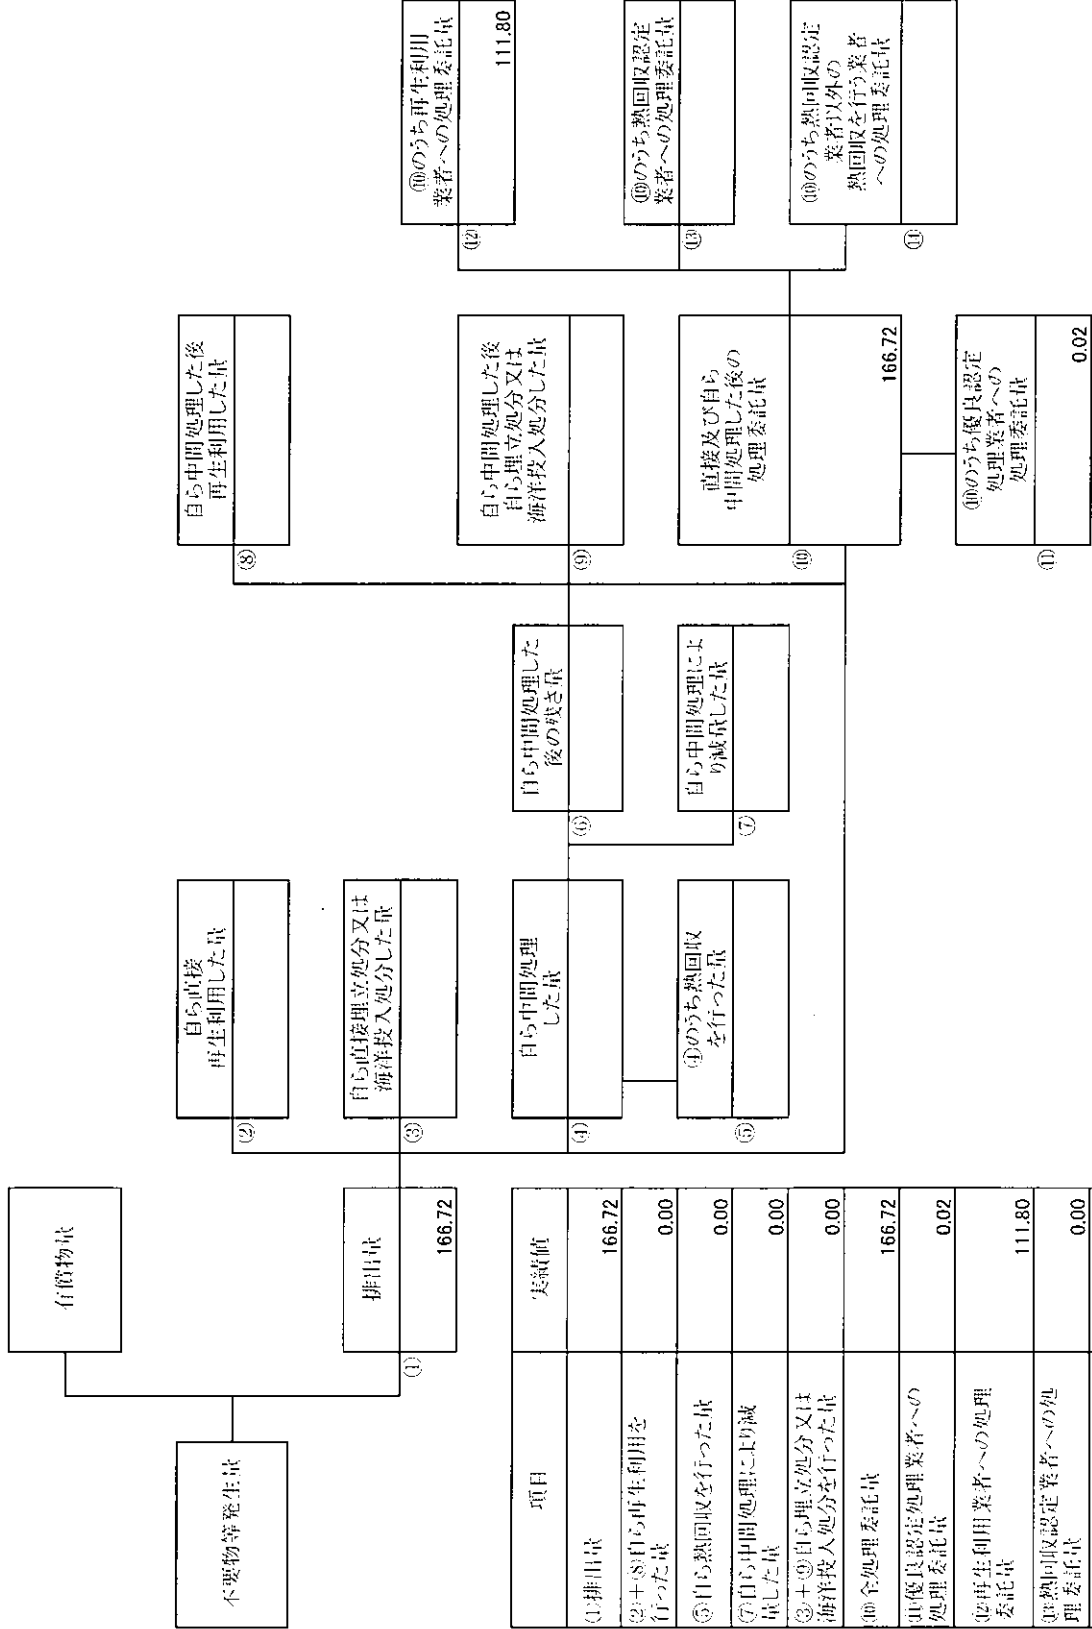 不要物等発生量
有償物量
排出量
①
166.72
自ら直接
再生利用した量
②
自ら直接埋立処分又は
海洋投入処分した量
③
自ら中間処理
した量
④
④のうち熱回収
を行った量
⑤
自ら中間処理した
後の残さ量
⑥
自ら中間処理によ
り減量した量
⑦
自ら中間処理した後
再生利用した量
⑧
自ら中間処理した後
自ら埋立処分又は
海洋投入処分した量
⑨
直接及び自ら
中間処理した後の
処理委託量
⑩
166.72
⑩のうち優良認定
処理業者への
処理委託量
⑪
0.02
⑩のうち再生利用
業者への処理委託量
⑫
111.80
⑩のうち熱回収認定
業者への処理委託量
⑬
⑩のうち熱回収認定
業者以外の
熱回収を行う業者
への処理委託量
⑭
項目
実績値
①排出量
166.72
②+⑧自ら再生利用を
行った量
0.00
⑤自ら熱回収を行った量
0.00
⑦自ら中間処理により減
量した量
0.00
③+⑨自ら埋立処分又は
海洋投入処分を行った量
0.00
⑩全処理委託量
166.72
⑪優良認定処理業者への
処理委託量
0.02
⑫再生利用業者への処理
委託量
111.80
⑬熱回収認定業者への処
理委託量
0.00